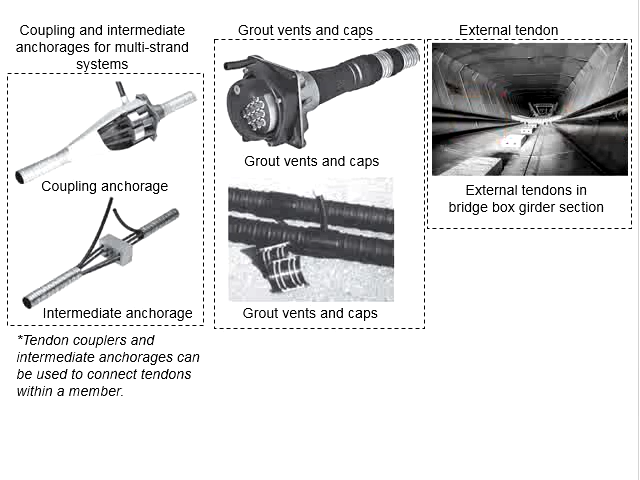 Coupling and intermediate
anchorages for multi-strand
systems
Coupling anchorage
Intermediate anchorage
*Tendon couplers and
intermediate anchorages can
be used to connect tendons
within a member.
Grout vents and caps
Grout vents and caps
Grout vents and caps
External tendon
External tendons in
bridge box girder section